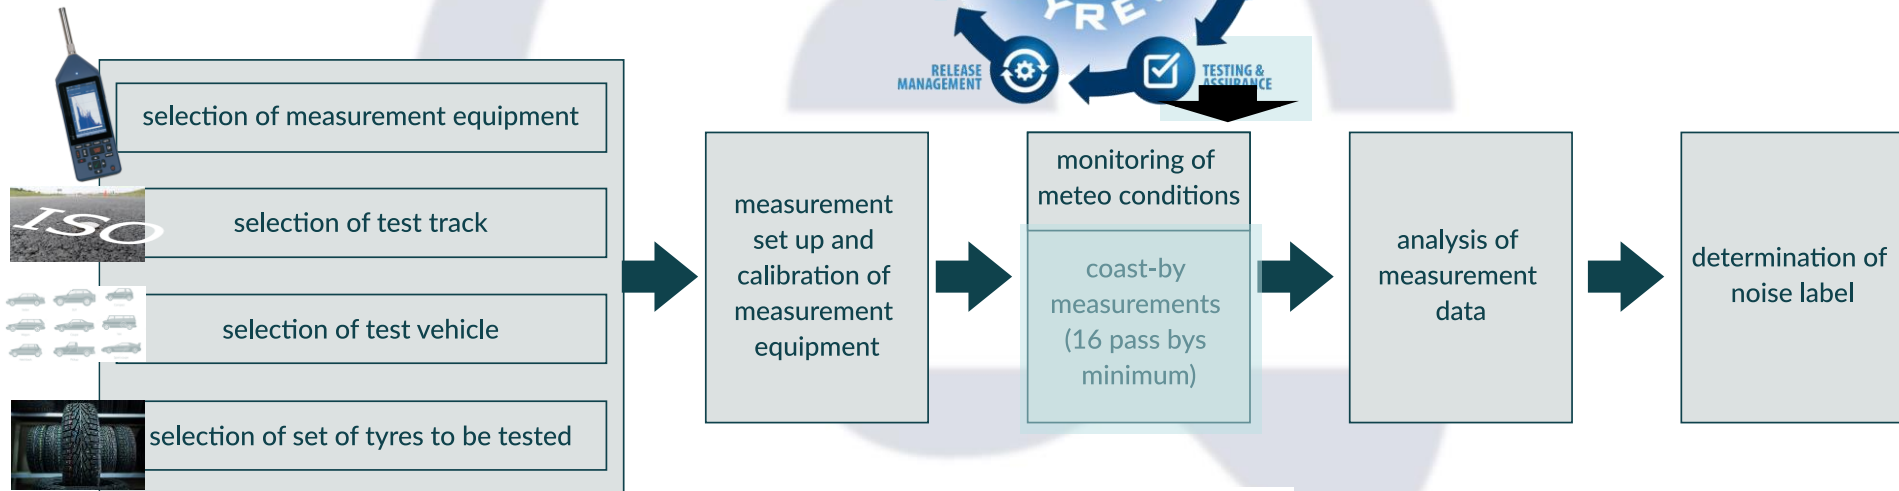 YRE
RELEASE
MANAGEMENT
TESTING &
ASSURANCE
selection of measurement equipment
ISO
selection of test track
selection of test vehicle
selection of set of tyres to be tested
measurement
set up and
calibration of
measurement
equipment
monitoring of
meteo conditions
coast-by
measurements
(16 pass bys
minimum)
analysis of
measurement
data
determination of
noise label